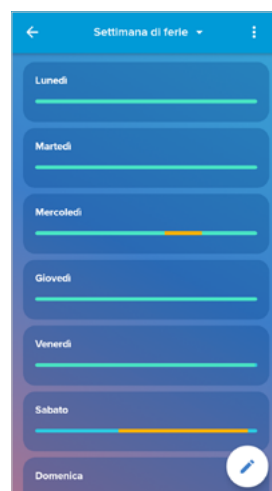 Settimana di ferie
Lunedì
Martedì
Mercoledì
Giovedì
Venerdì
Sabato
Domenica